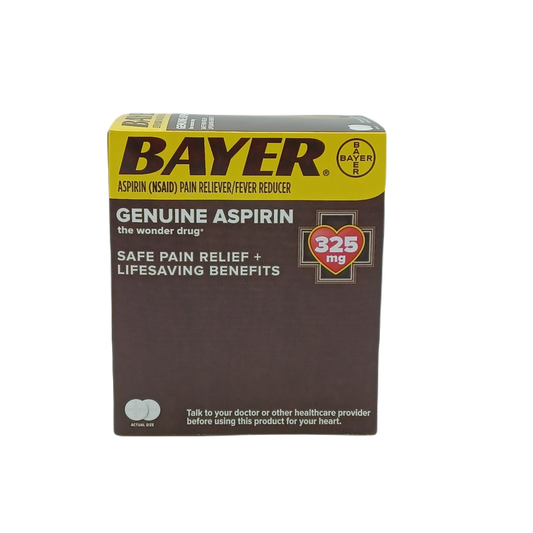 BAYER®
BAYER
BAYER
ASPIRIN (NSAID) PAIN RELIEVER/FEVER REDUCER
GENUINE ASPIRIN
the wonder drug*
325
mg
SAFE PAIN RELIEF +
LIFESAVING BENEFITS
ACTUAL SIZE
Talk to your doctor or other healthcare provider
before using this product for your heart.